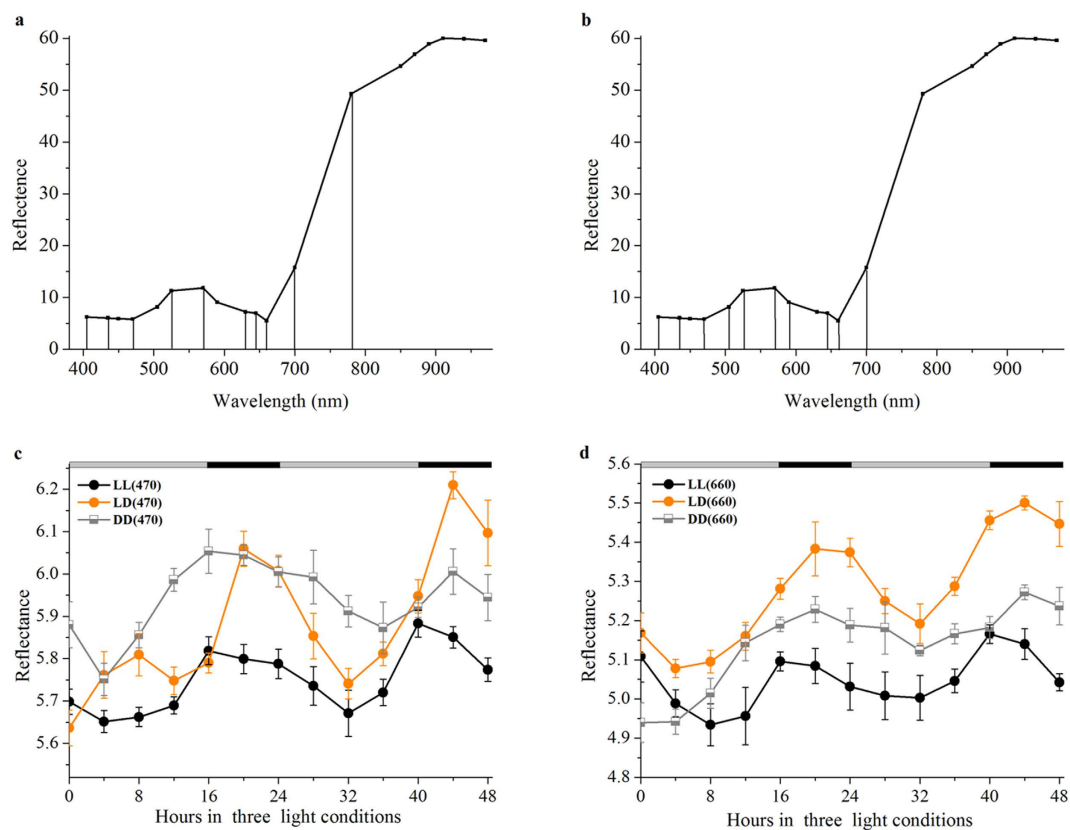 a
60
50
40
30
20
10
0
Reflectence
400 500 600 700 800 900
Wavelength (nm)
b
60
50
40
30
20
10
0
Reflectence
400 500 600 700 800 900
Wavelength (nm)
c
LL(470)
LD(470)
DD(470)
6.2
6.1
6.0
5.9
5.8
5.7
5.6
Reflectance
0 8 16 24 32 40 48
Hours in three light conditions
d
LL(660)
LD(660)
DD(660)
5.6
5.5
5.4
5.3
5.2
5.1
5.0
4.9
4.8
Reflectance
0 8 16 24 32 40 48
Hours in three light conditions